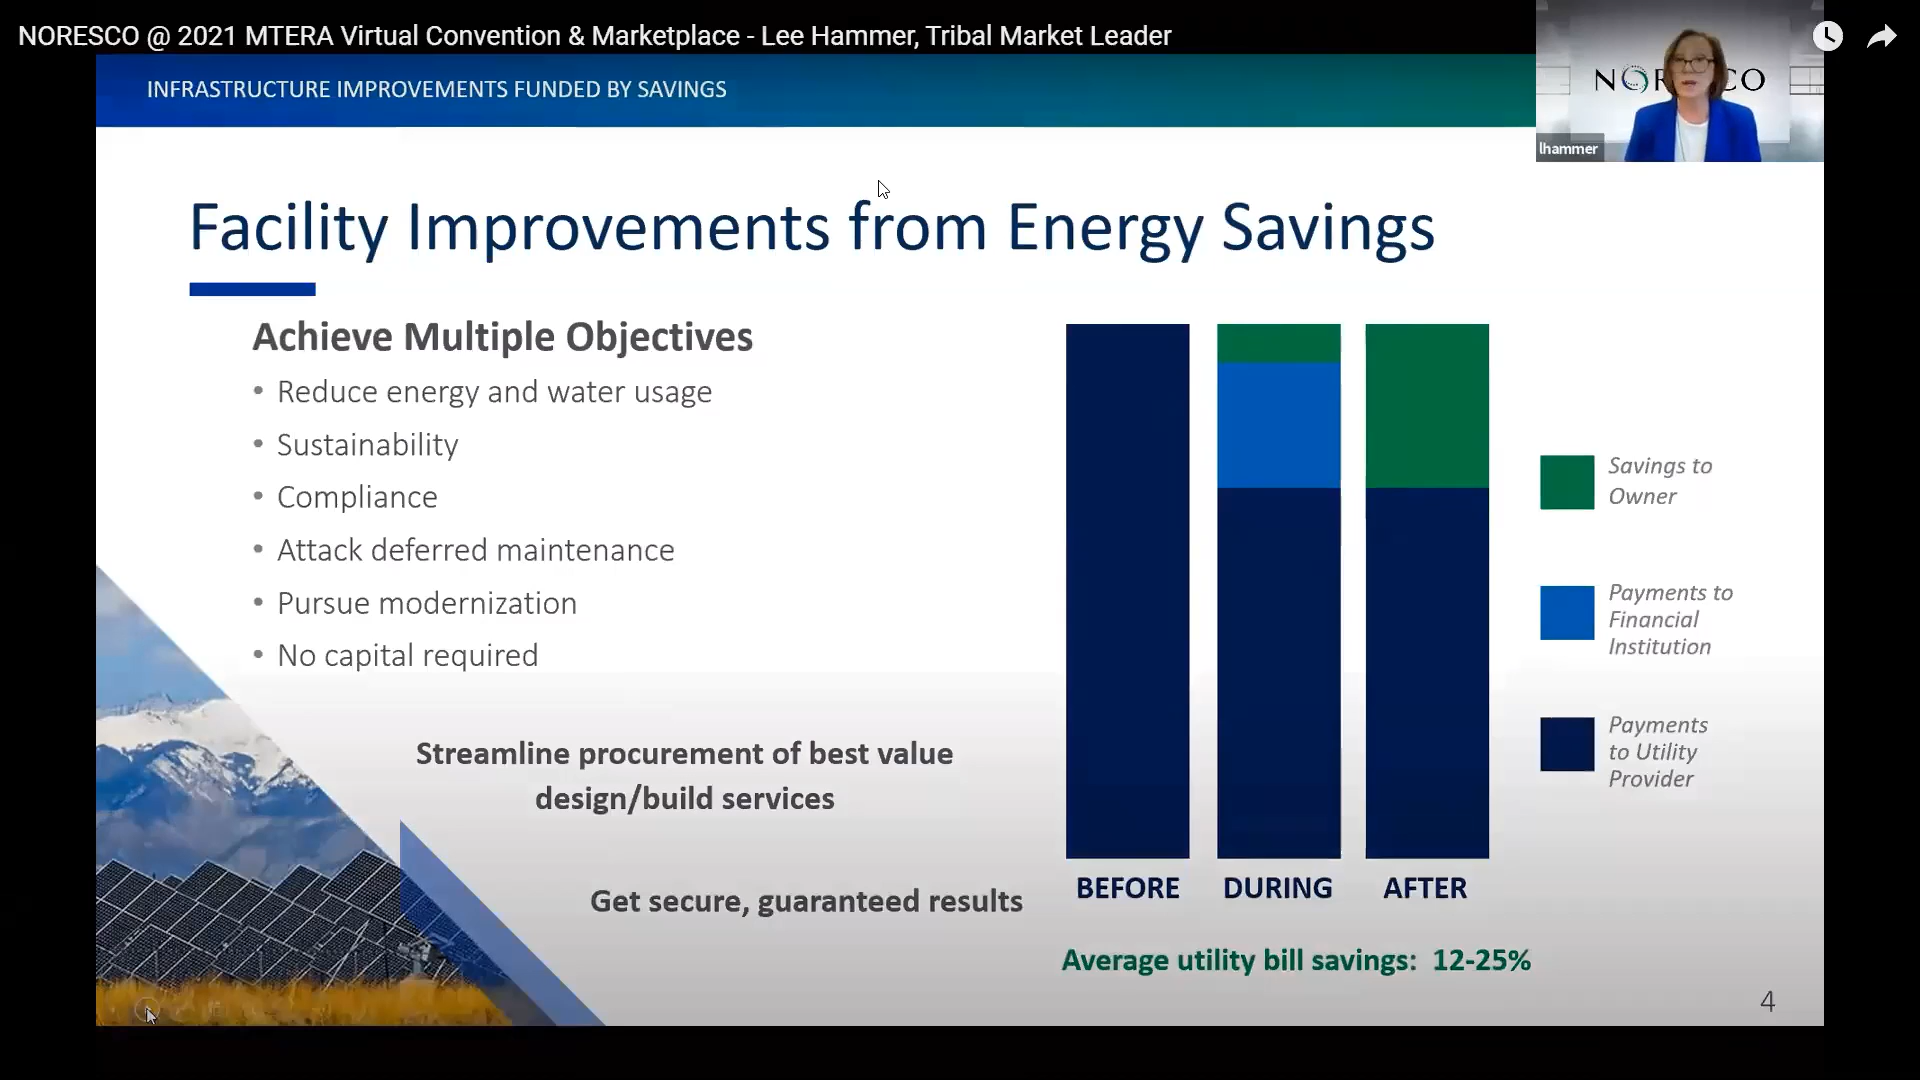 NORESCO @ 2021 MTERA Virtual Convention & Marketplace - Lee Hammer, Tribal Market Leader
INFRASTRUCTURE IMPROVEMENTS FUNDED BY SAVINGS
lhammer
Facility Improvements from Energy Savings
Achieve Multiple Objectives
• Reduce energy and water usage
• Sustainability
• Compliance
• Attack deferred maintenance
• Pursue modernization
• No capital required
Streamline procurement of best value
design/build services
Get secure, guaranteed results
BEFORE DURING AFTER
Average utility bill savings: 12-25%
Savings to
Owner
Payments to
Financial
Institution
Payments
to Utility
Provider
4